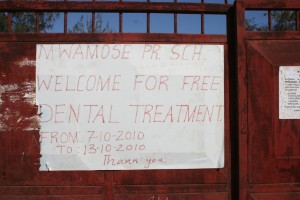 MWAMOSE PR. SCH.
WELCOME FOR FREE
DENTAL TREATMENT.
FROM 7-10-2010
TO: 13-10-2010
Thank you.